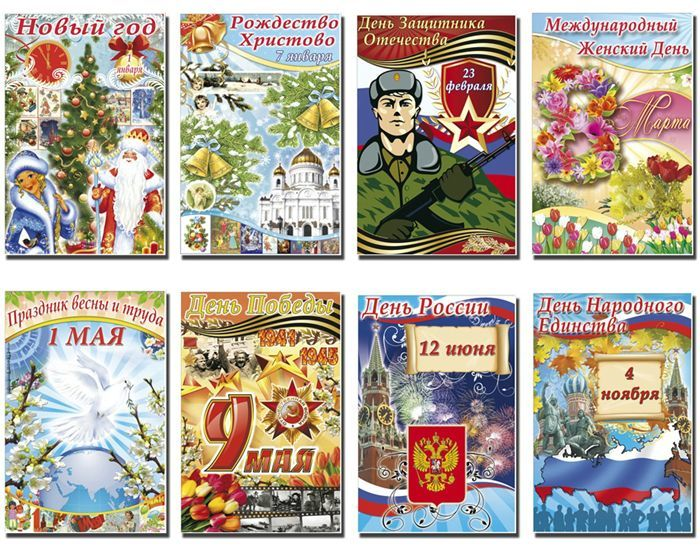 Новый год
1
января
Рождество
Христово
7 января
День Защитника
Отечества
23
февраля
Международный
Женский День
8
Марта
Праздник весны и труда
1 МАЯ
День Победы
1941 1945
9
МАЯ
День России
12 июня
День Народного
Единства
4
ноября